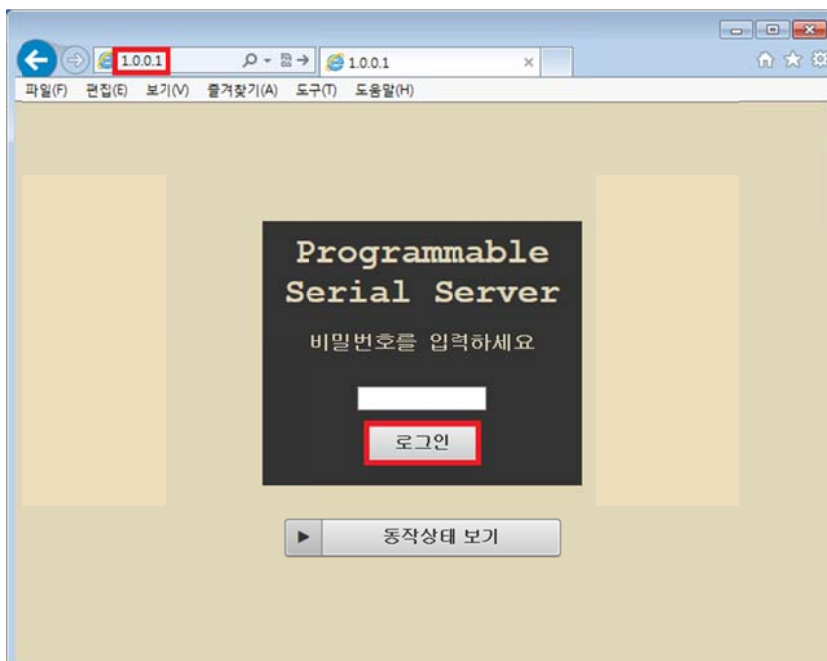 1.0.0.1
1.0.0.1
파일(F) 편집(E) 보기(V) 즐겨찾기(A) 도구(T) 도움말(H)
Programmable
Serial Server
비밀번호를 입력하세요
로그인
동작상태 보기